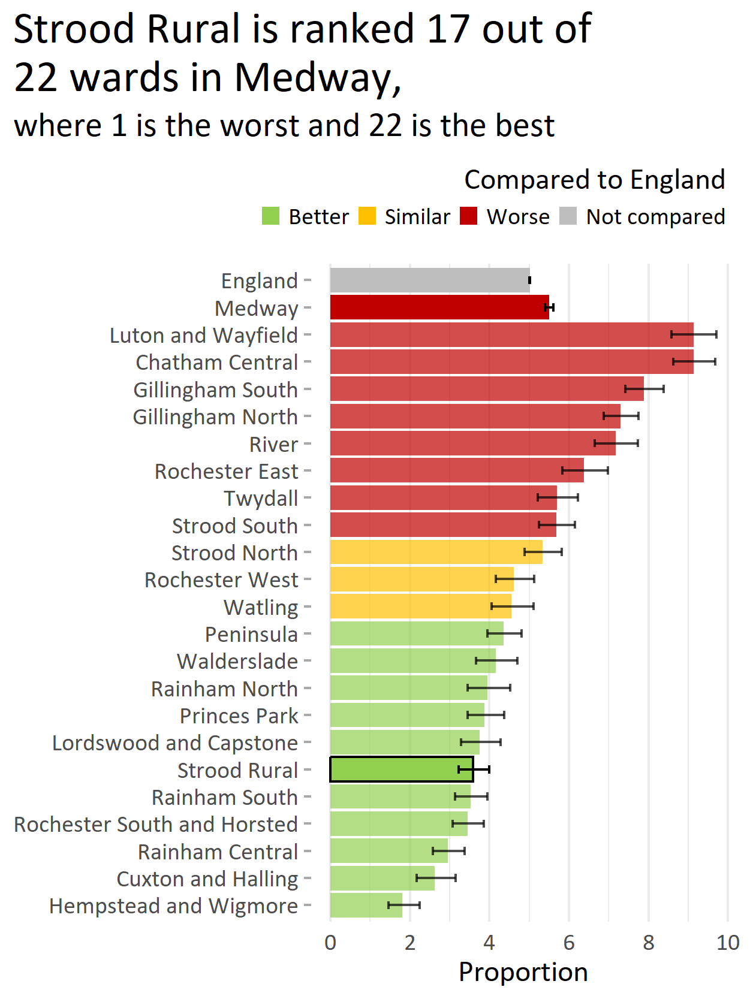 Strood Rural is ranked 17 out of
22 wards in Medway,
where 1 is the worst and 22 is the best
Compared to England
Better Similar Worse Not compared
England
Medway
Luton and Wayfield
Chatham Central
Gillingham South
Gillingham North
River
Rochester East
Twydall
Strood South
Strood North
Rochester West
Watling
Peninsula
Walderslade
Rainham North
Princes Park
Lordswood and Capstone
Strood Rural
Rainham South
Rochester South and Horsted
Rainham Central
Cuxton and Halling
Hempstead and Wigmore
0 2 4 6 8 10
Proportion